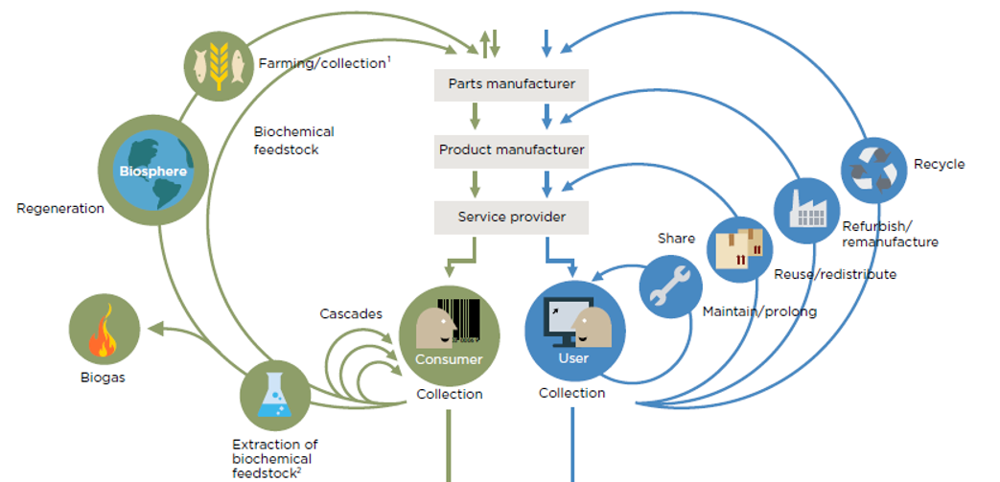 Farming/collection¹
Parts manufacturer
Biochemical
feedstock
Product manufacturer
Biosphere
Recycle
Regeneration
Service provider
Share
Refurbish/
remanufacture
Reuse/redistribute
Cascades
Maintain/prolong
Consumer
User
Biogas
Collection
Collection
Extraction of
biochemical
feedstock²